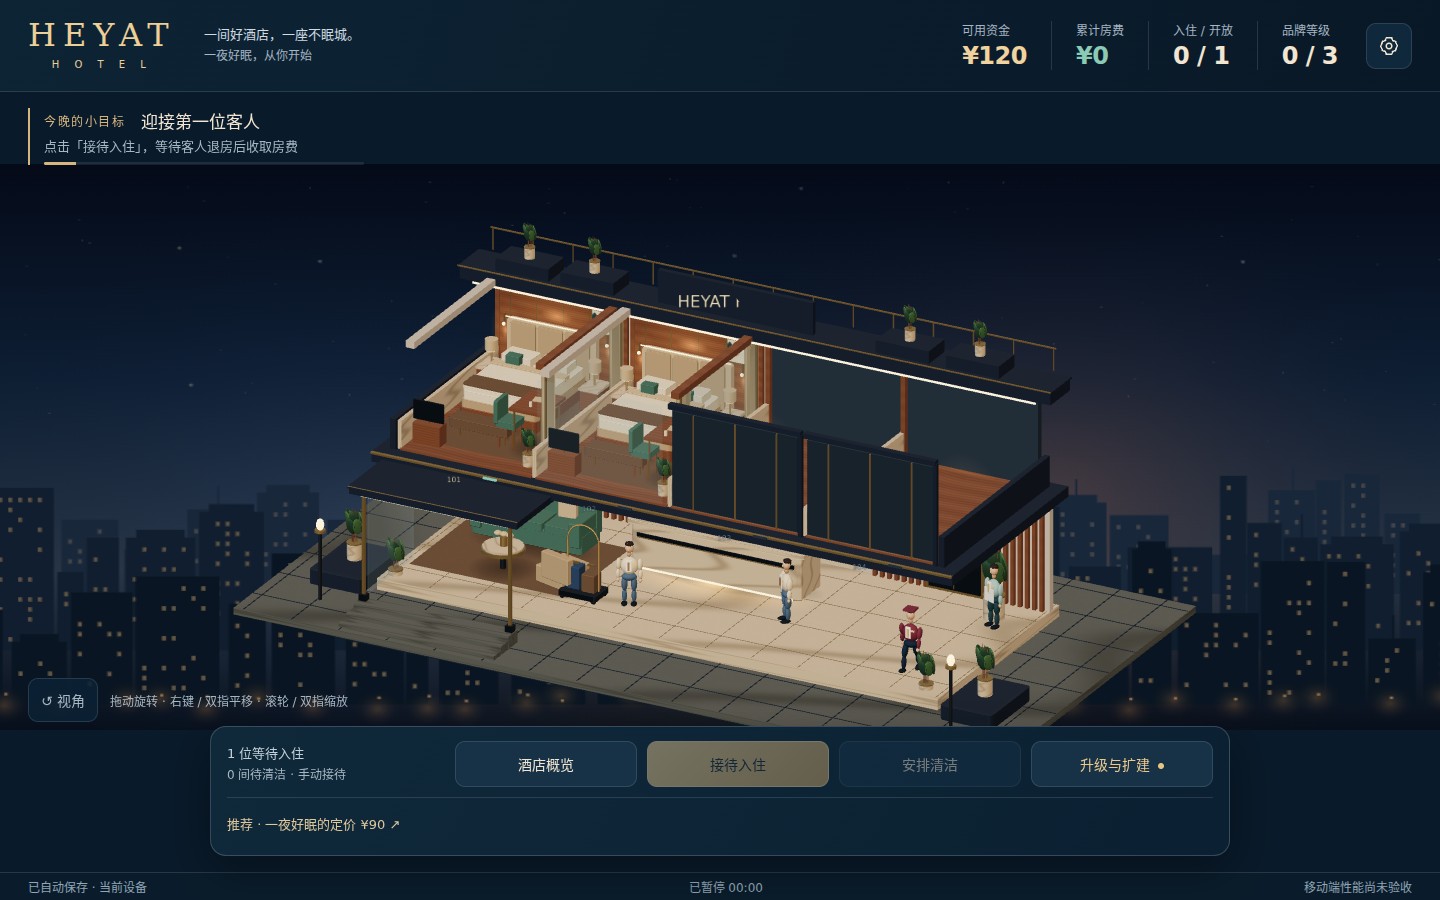 HEYAT
HOTEL
一间好酒店，一座不眠城。
一夜好眠，从你开始
可用资金
¥120
累计房费
¥0
入住 / 开放
0 / 1
品牌等级
0 / 3
今晚的小目标 迎接第一位客人
点击「接待入住」，等待客人退房后收取房费
HEYAT
101
↺ 视角
拖动旋转 · 右键 / 双指平移 · 滚轮 / 双指缩放
1 位等待入住
0 间待清洁 · 手动接待
酒店概览
接待入住
安排清洁
升级与扩建
推荐 · 一夜好眠的定价 ¥90 ↗
已自动保存 · 当前设备
已暂停 00:00
移动端性能尚未验收